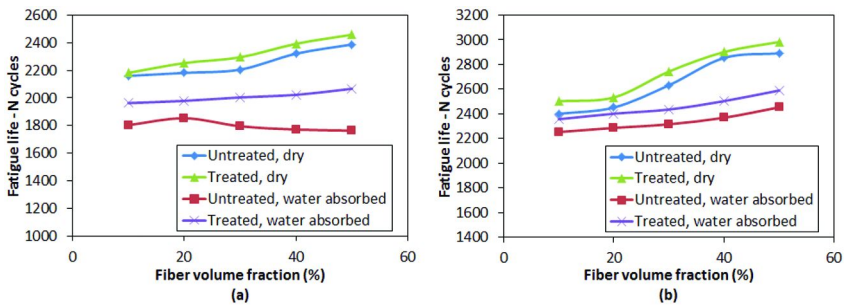 Fatigue life - N cycles
2600
2400
2200
2000
1800
1600
1400
1200
1000
Untreated, dry
Treated, dry
Untreated, water absorbed
Treated, water absorbed
0 20 40 60
Fiber volume fraction (%)
(a)
Fatigue life - N cycles
3200
3000
2800
2600
2400
2200
2000
1800
1600
1400
Untreated, dry
Treated, dry
Untreated, water absorbed
Treated, water absorbed
0 20 40 60
Fiber volume fraction (%)
(b)